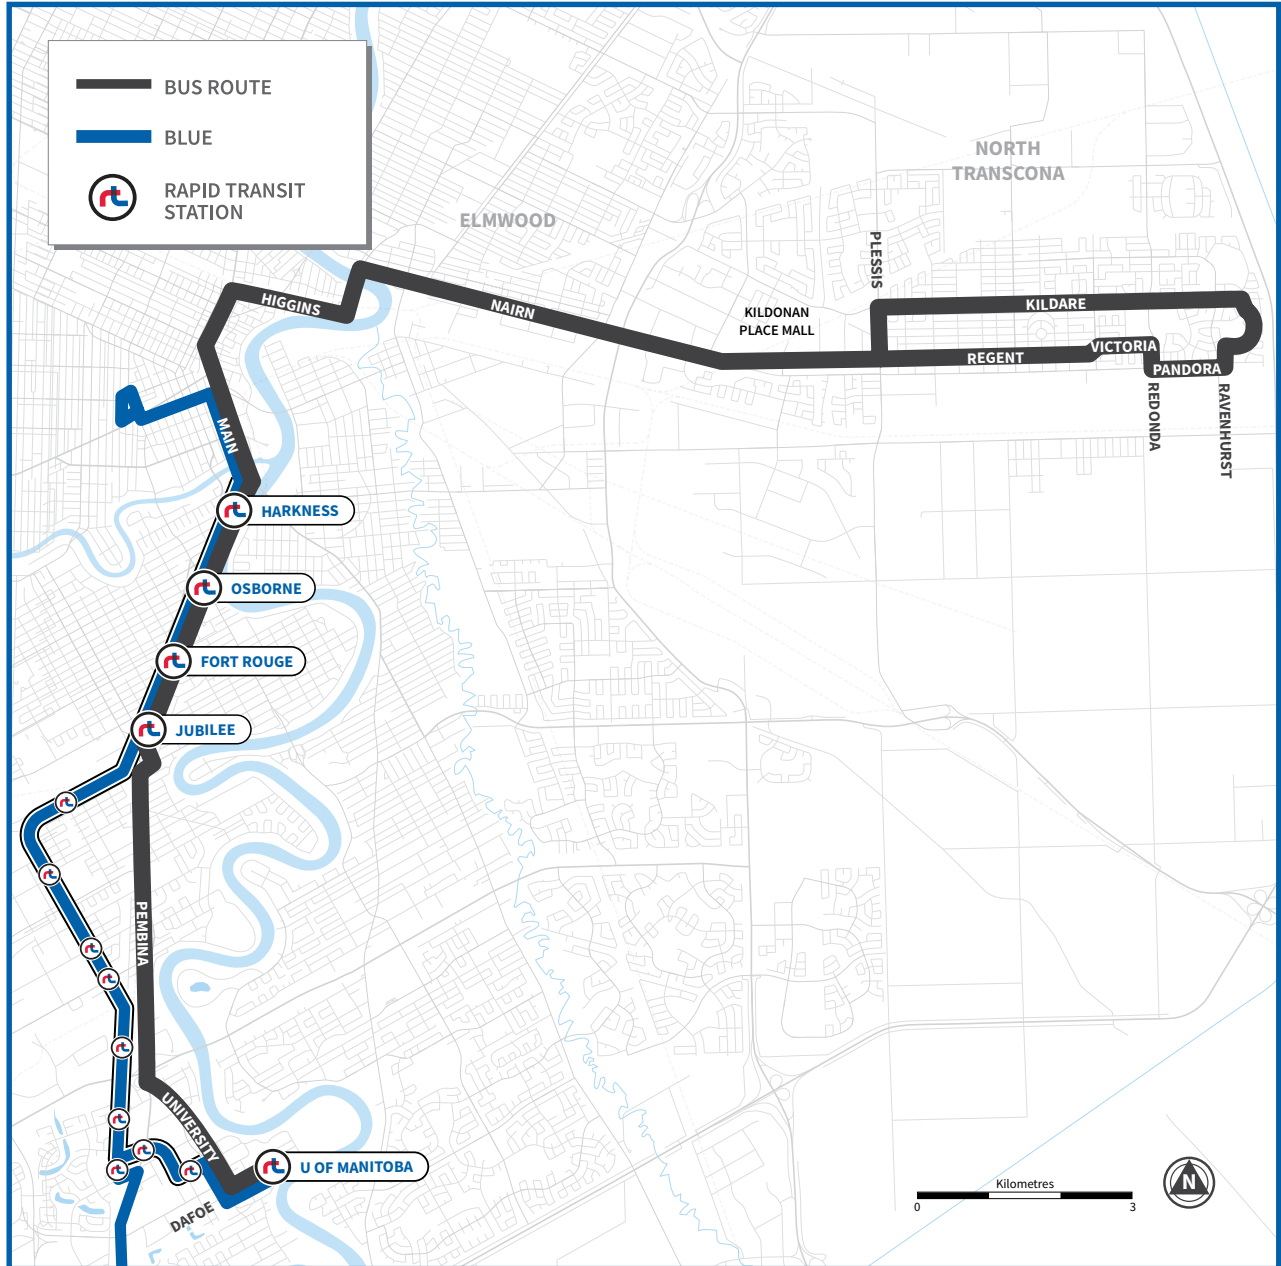 BUS ROUTE
BLUE
RAPID TRANSIT
STATION
NORTH
TRANSCONA
ELMWOOD
PLESSIS
HIGGINS
NAIRN
KILDONAN
PLACE MALL
KILDARE
VICTORIA
REGENT
PANDORA
REDONDA
RAVENHURST
MAIN
HARKNESS
OSBORNE
FORT ROUGE
JUBILEE
PEMBINA
UNIVERSITY
U OF MANITOBA
DAFOE
Kilometres
0 3
N